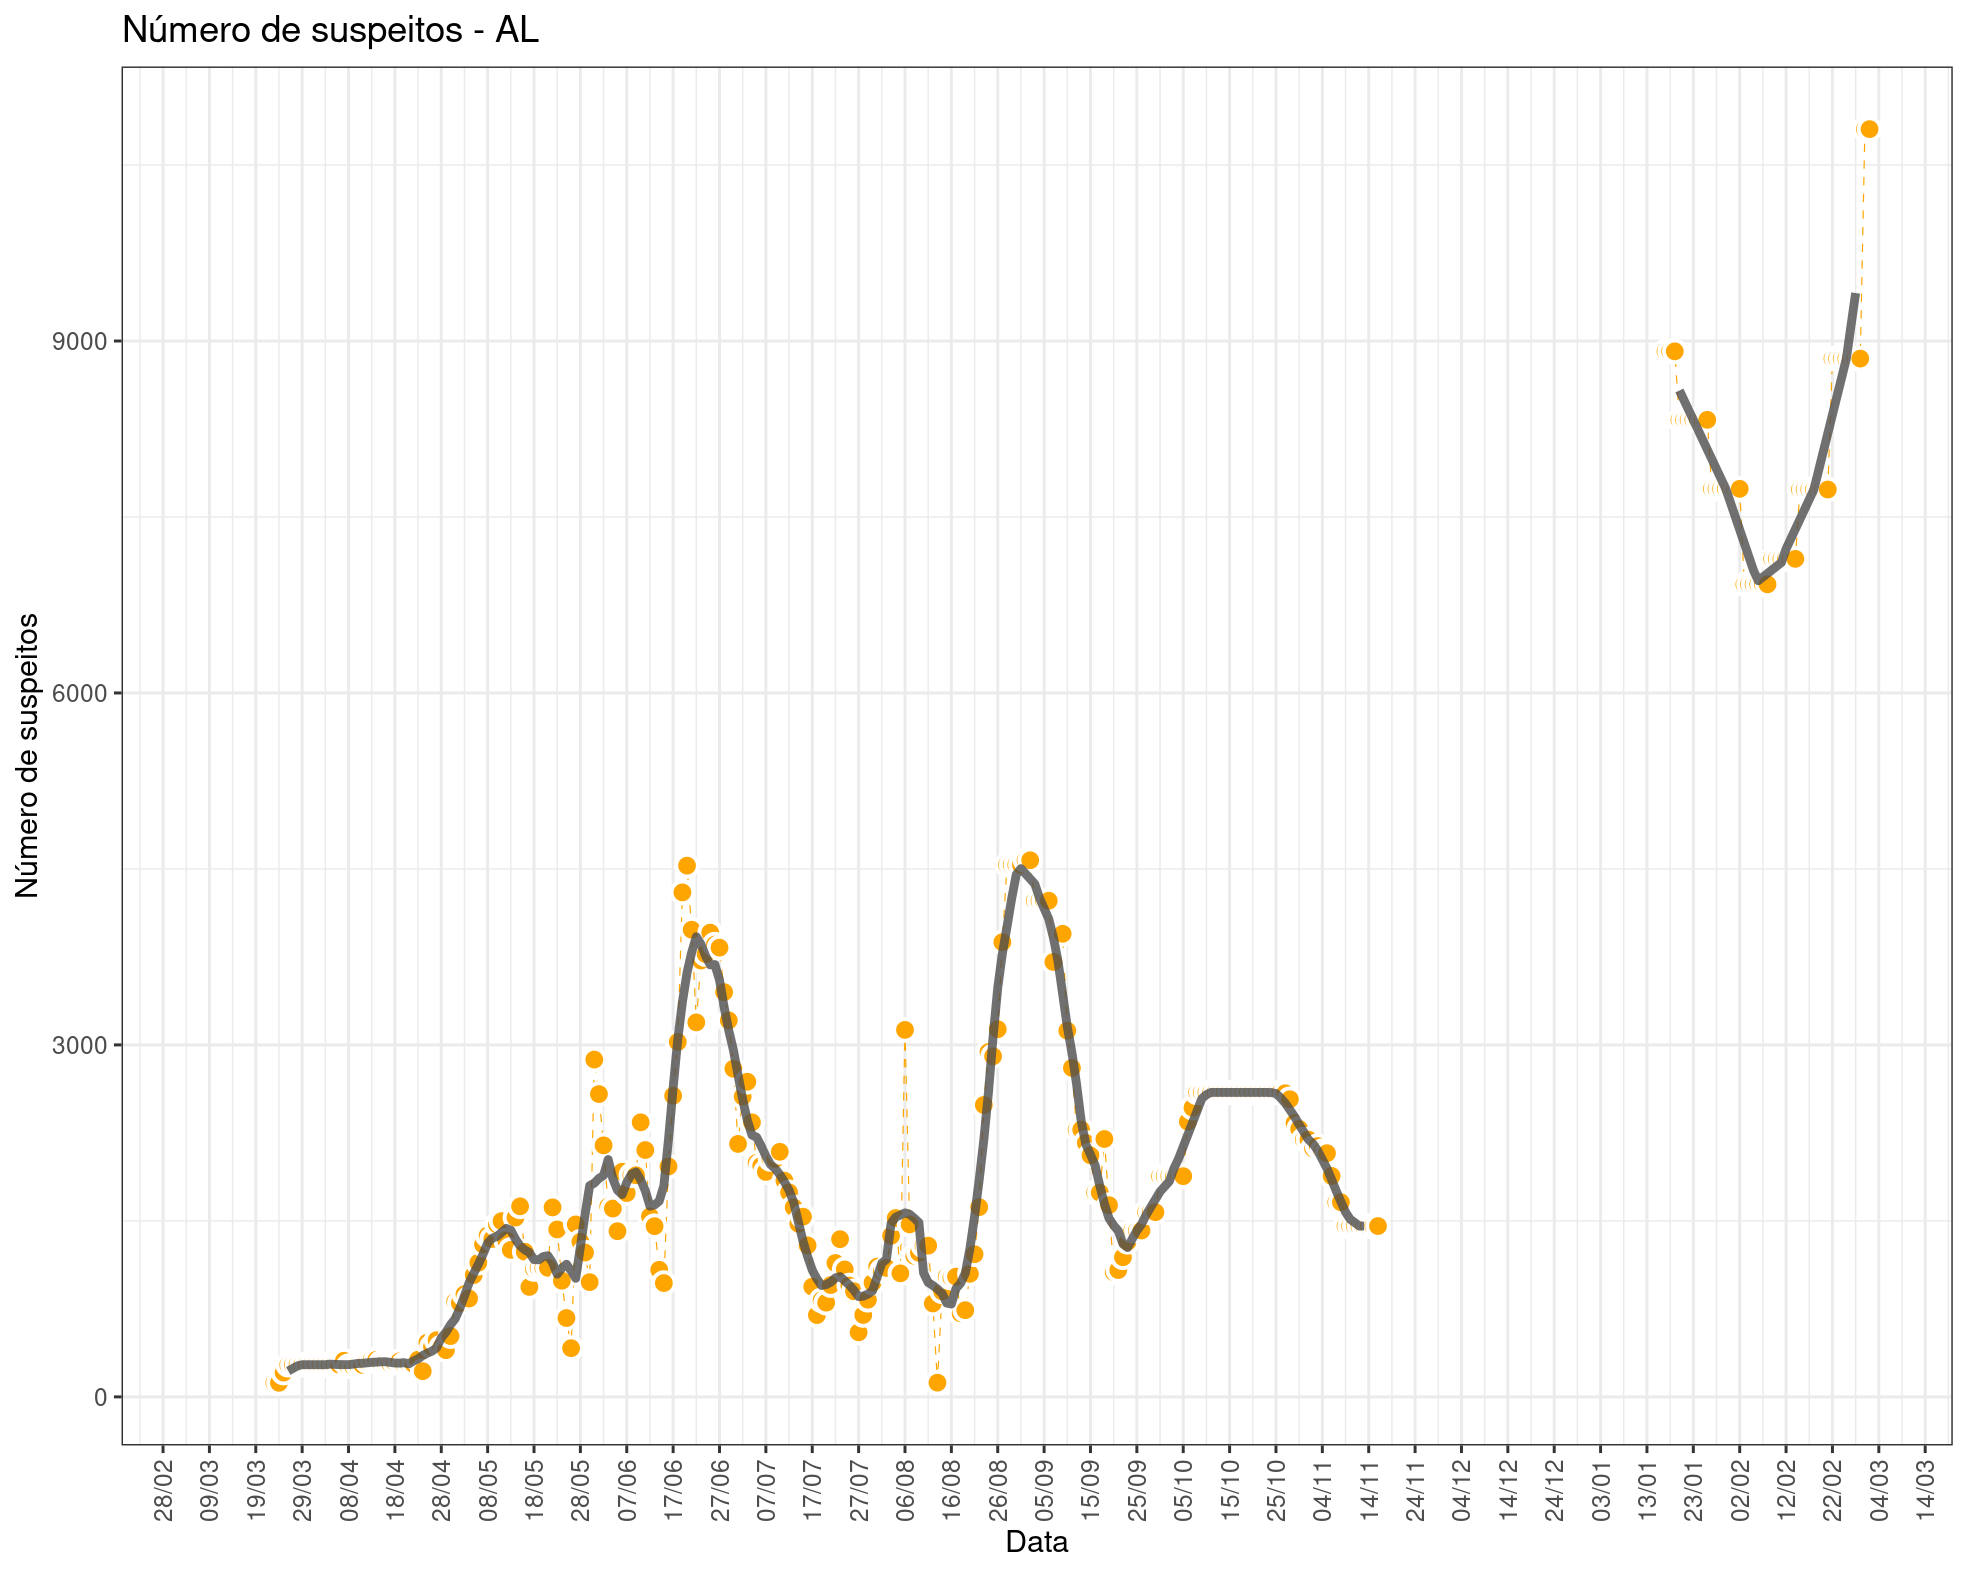 Número de suspeitos - AL
Número de suspeitos
9000
6000
3000
0
28/02 09/03 19/03 29/03 08/04 18/04 28/04 08/05 18/05 28/05 07/06 17/06 27/06 07/07 17/07 27/07 06/08 16/08 26/08 05/09 15/09 25/09 05/10 15/10 25/10 04/11 14/11 24/11 04/12 14/12 24/12 03/01 13/01 23/01 02/02 12/02 22/02 04/03 14/03
Data